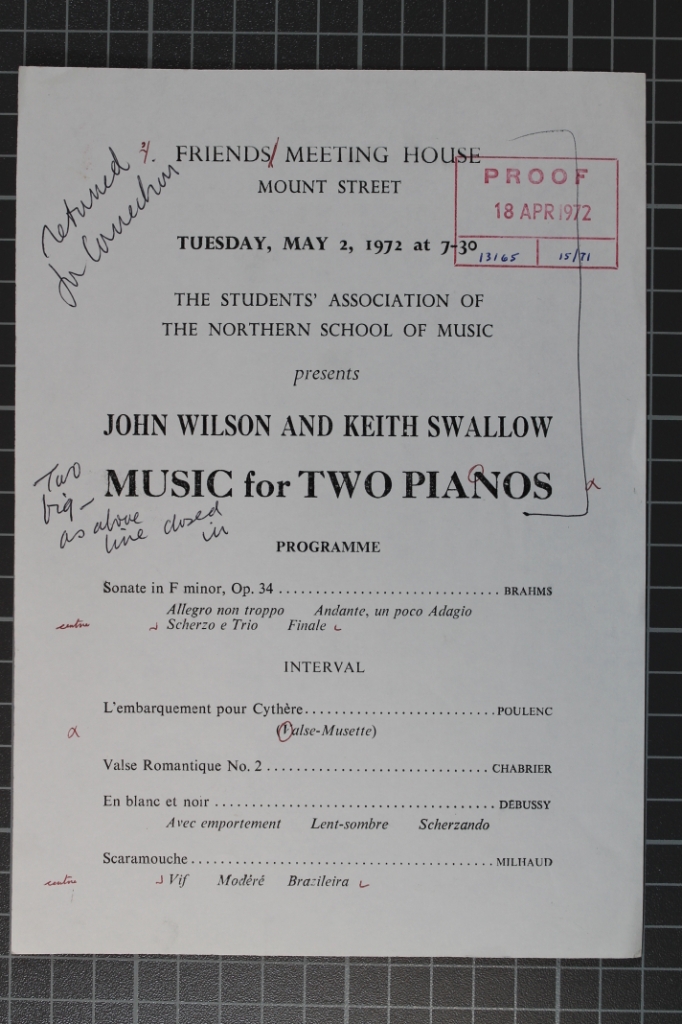 returned
for Correction
FRIENDS/ MEETING HOUSE
MOUNT STREET
PROOF
18 APR 1972
13165 15/71
TUESDAY, MAY 2, 1972 at 7-30
THE STUDENTS' ASSOCIATION OF
THE NORTHERN SCHOOL OF MUSIC
presents
JOHN WILSON AND KEITH SWALLOW
MUSIC for TWO PIANOS
Two
big—
as above
line closed
in
PROGRAMME
Sonate in F minor, Op. 34 .............................. BRAHMS
Allegro non troppo Andante, un poco Adagio
centre Scherzo e Trio Finale
INTERVAL
L'embarquement pour Cythère.........................POULENC
(Valse-Musette)
Valse Romantique No. 2 ............................. CHABRIER
En blanc et noir .....................................DEBUSSY
Avec emportement Lent-sombre Scherzando
Scaramouche........................................ MILHAUD
centre Vif Modéré Brazileira